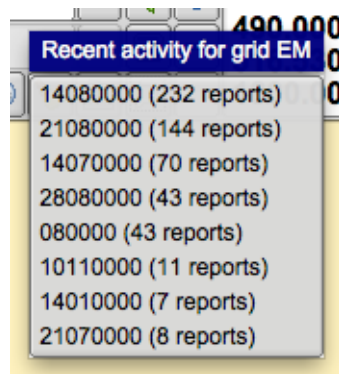 490.000
Recent activity for grid EM
14080000 (232 reports)
21080000 (144 reports)
14070000 (70 reports)
28080000 (43 reports)
080000 (43 reports)
10110000 (11 reports)
14010000 (7 reports)
21070000 (8 reports)